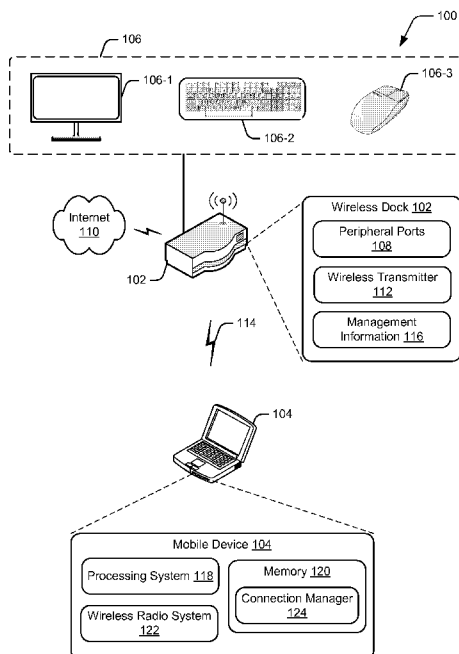 100
106
106-1
106-2
106-3
Internet
110
102
Wireless Dock 102
Peripheral Ports
108
Wireless Transmitter
112
Management
Information 116
114
104
Mobile Device 104
Processing System 118
Wireless Radio System
122
Memory 120
Connection Manager
124